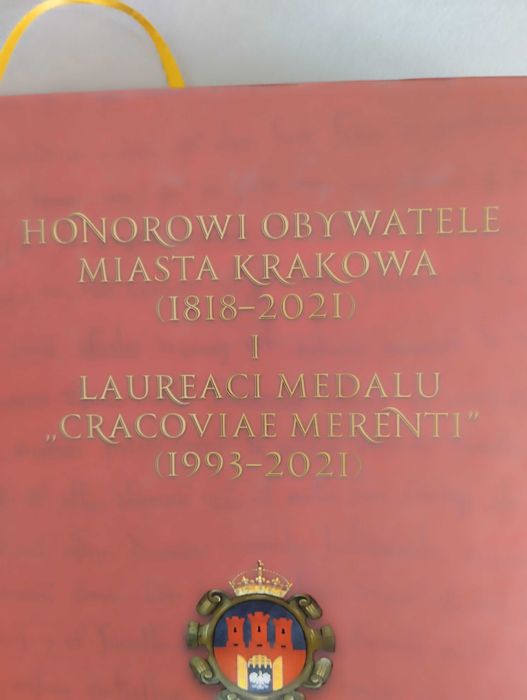 HONOROWI OBYWATELE
MIASTA KRAKOWA
(1818–2021)
I
LAUREACI MEDALU
„CRACOVIAE MERENTI”
(1993–2021)